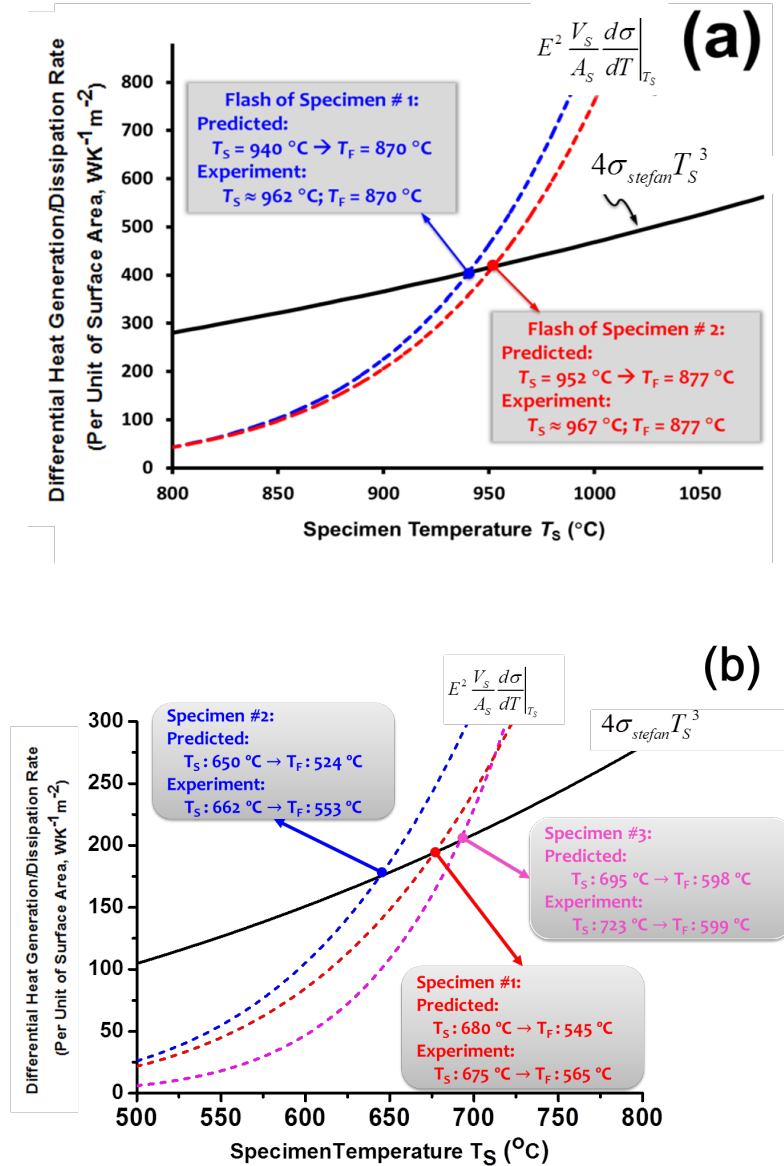 (a)
E² V_S/A_S dσ/dT|_{T_S}
4σ_{stefan}T_S³
Differential Heat Generation/Dissipation Rate
(Per Unit of Surface Area, WK⁻¹m⁻²)
800
700
600
500
400
300
200
100
0
Flash of Specimen # 1:
Predicted:
T_S = 940 °C → T_F = 870 °C
Experiment:
T_S ≈ 962 °C; T_F = 870 °C
Flash of Specimen # 2:
Predicted:
T_S = 952 °C → T_F = 877 °C
Experiment:
T_S ≈ 967 °C; T_F = 877 °C
800 850 900 950 1000 1050
Specimen Temperature T_S (°C)
(b)
E² V_S/A_S dσ/dT|_{T_S}
4σ_{stefan}T_S³
Differential Heat Generation/Dissipation Rate
(Per Unit of Surface Area, WK⁻¹m⁻²)
300
250
200
150
100
50
0
Specimen #2:
Predicted:
T_S : 650 °C → T_F : 524 °C
Experiment:
T_S : 662 °C → T_F : 553 °C
Specimen #3:
Predicted:
T_S : 695 °C → T_F : 598 °C
Experiment:
T_S : 723 °C → T_F : 599 °C
Specimen #1:
Predicted:
T_S : 680 °C → T_F : 545 °C
Experiment:
T_S : 675 °C → T_F : 565 °C
500 550 600 650 700 750 800
SpecimenTemperature T_S (°C)